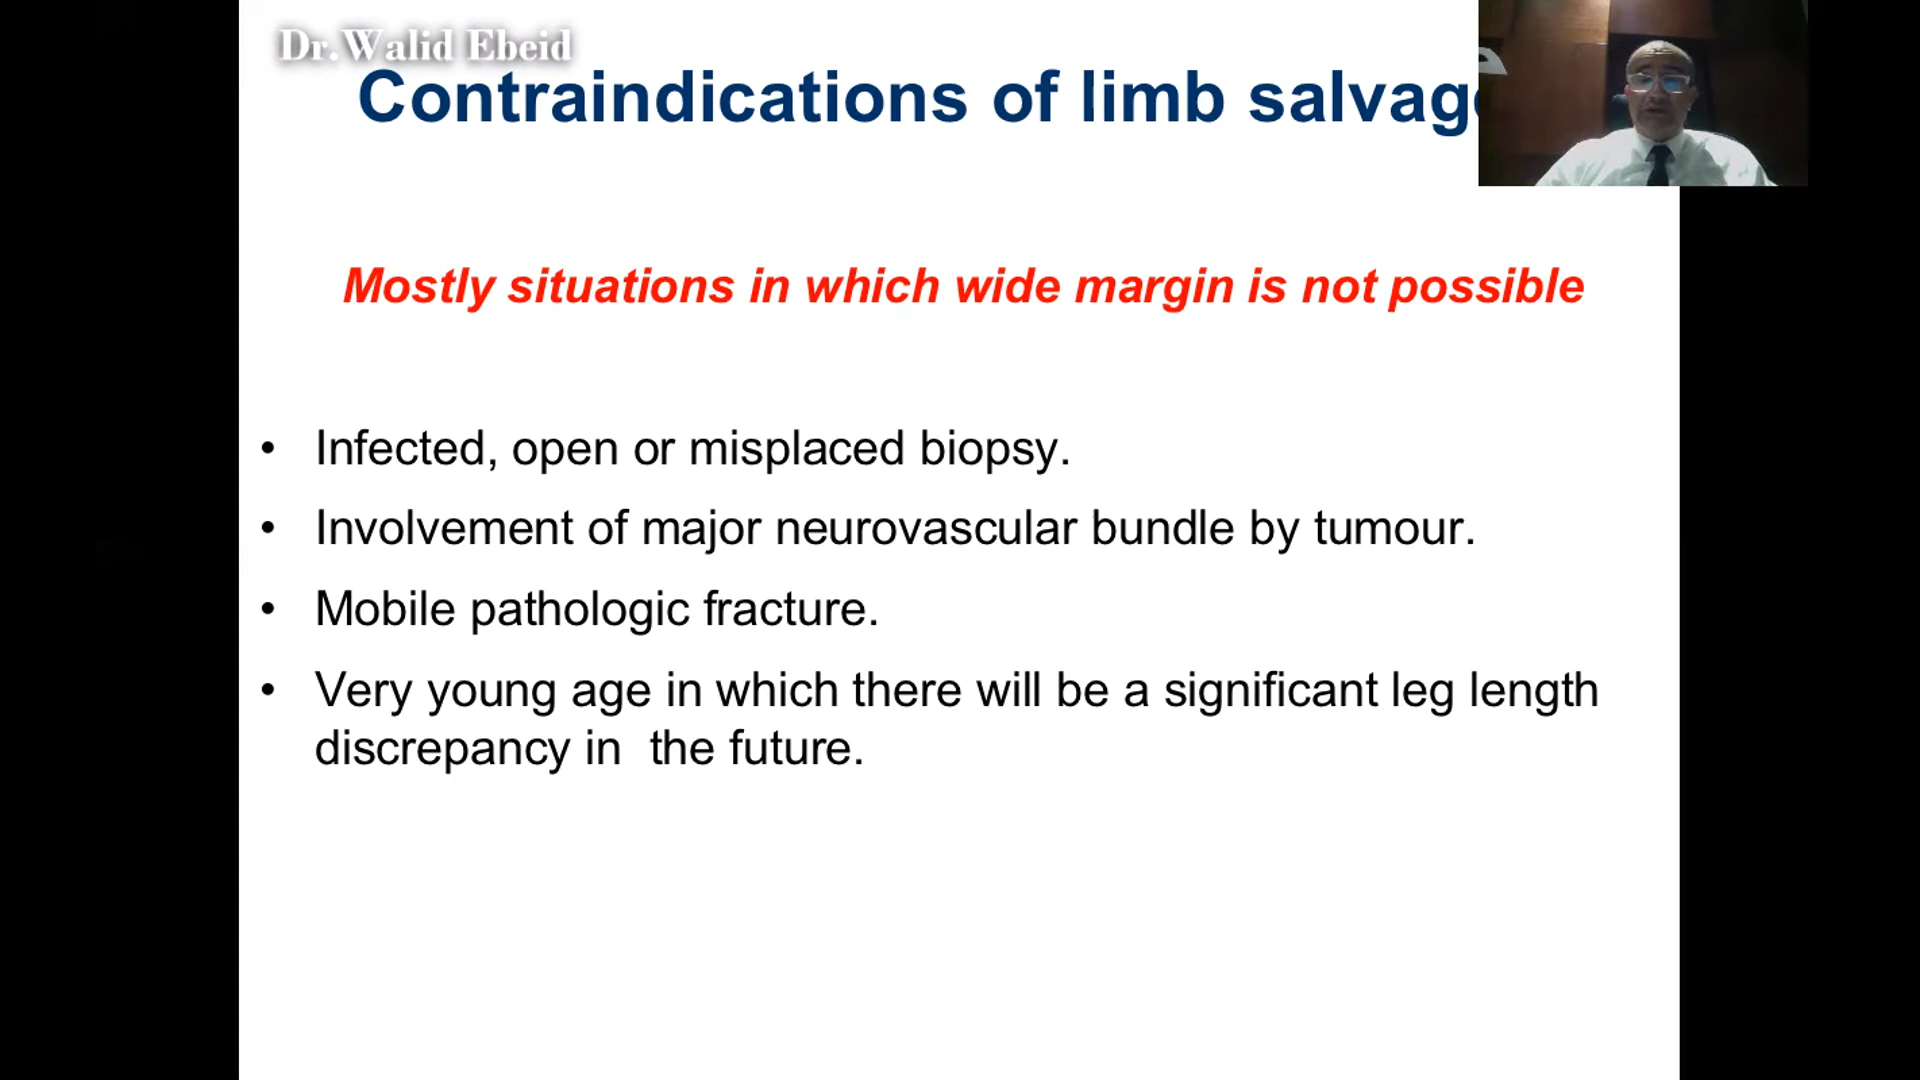 Dr.Walid Ebeid
Contraindications of limb salvage
Mostly situations in which wide margin is not possible
• Infected, open or misplaced biopsy.
• Involvement of major neurovascular bundle by tumour.
• Mobile pathologic fracture.
• Very young age in which there will be a significant leg length
discrepancy in  the future.